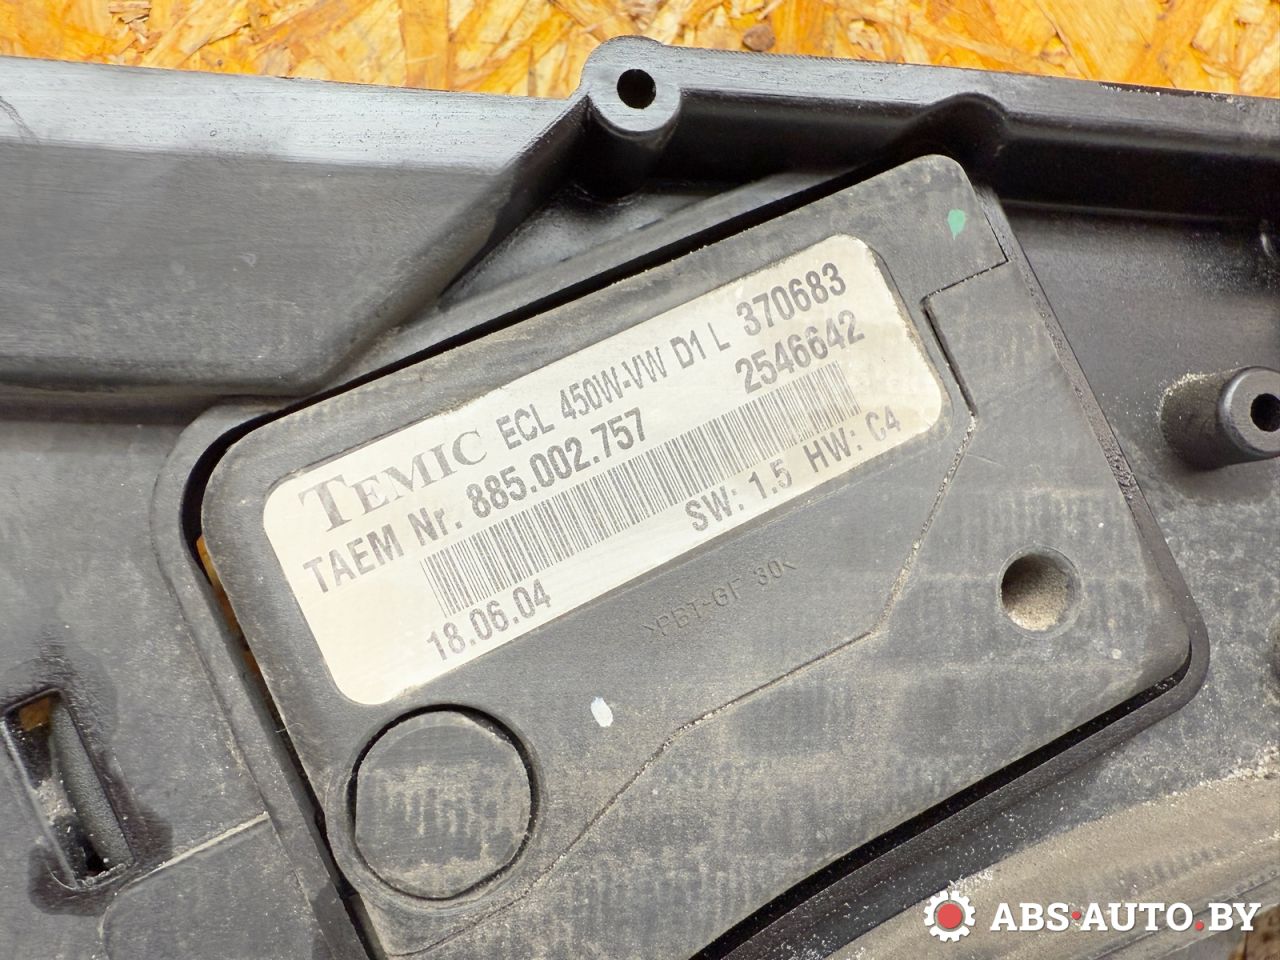 TEMIC ECL 450W-VW D1 L 370683
TAEM Nr. 885.002.757 2546642
18.06.04 SW: 1.5 HW: C4
>PBT-GF 30<
ABS-AUTO.BY